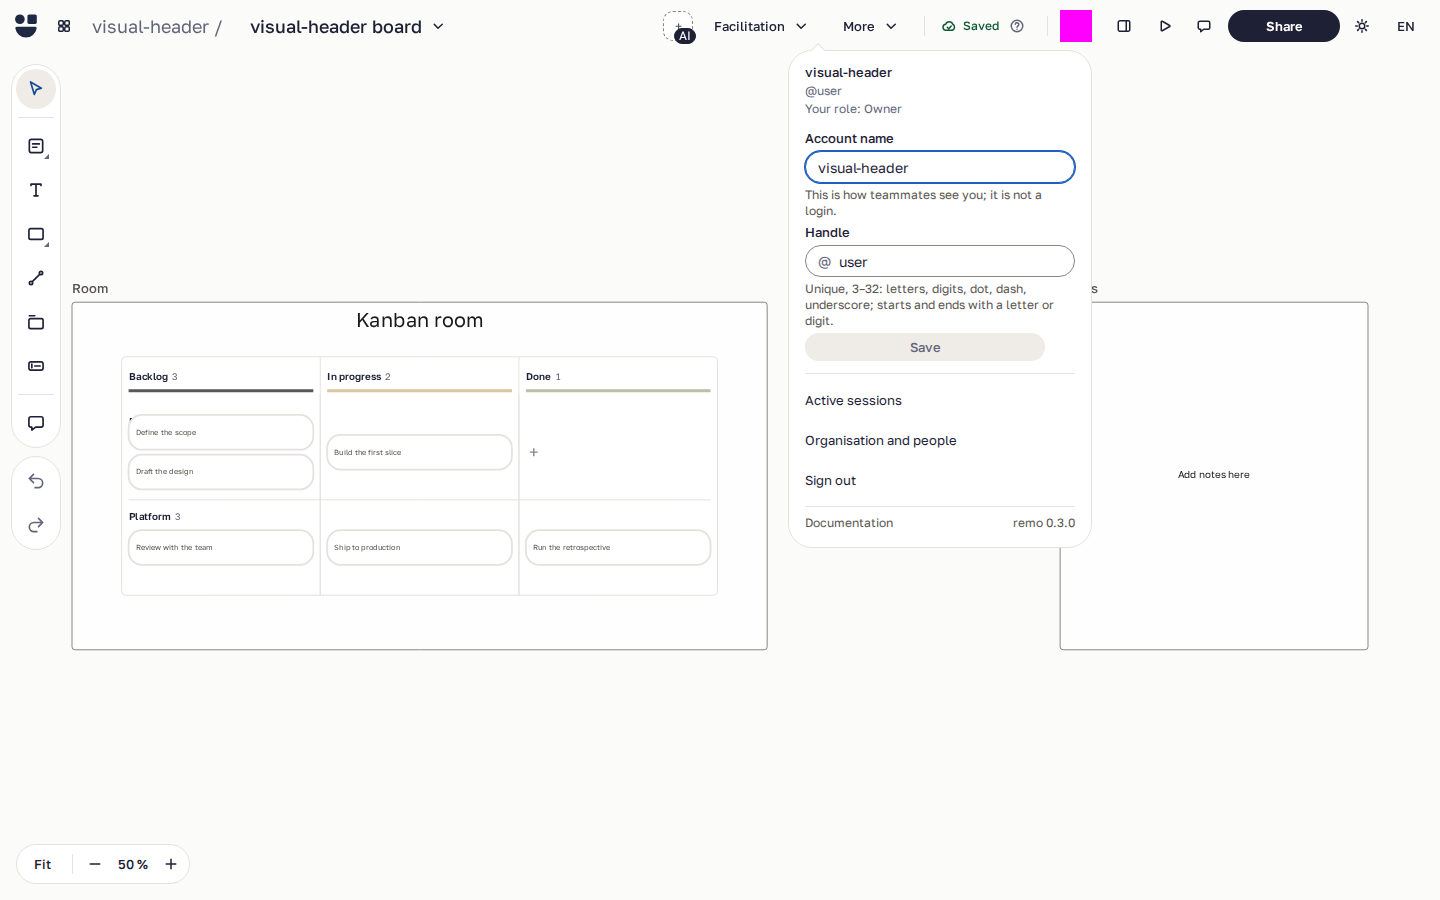 visual-header /
visual-header board
AI
Facilitation
More
Saved
Share
EN
visual-header
@user
Your role: Owner
Account name
visual-header
This is how teammates see you; it is not a
login.
Handle
@ user
Unique, 3–32: letters, digits, dot, dash,
underscore; starts and ends with a letter or
digit.
Save
Active sessions
Organisation and people
Sign out
Documentation
remo 0.3.0
Room
Kanban room
Backlog 3
In progress 2
Done 1
Define the scope
Build the first slice
+
Draft the design
Platform 3
Review with the team
Ship to production
Run the retrospective
Add notes here
Fit
50 %